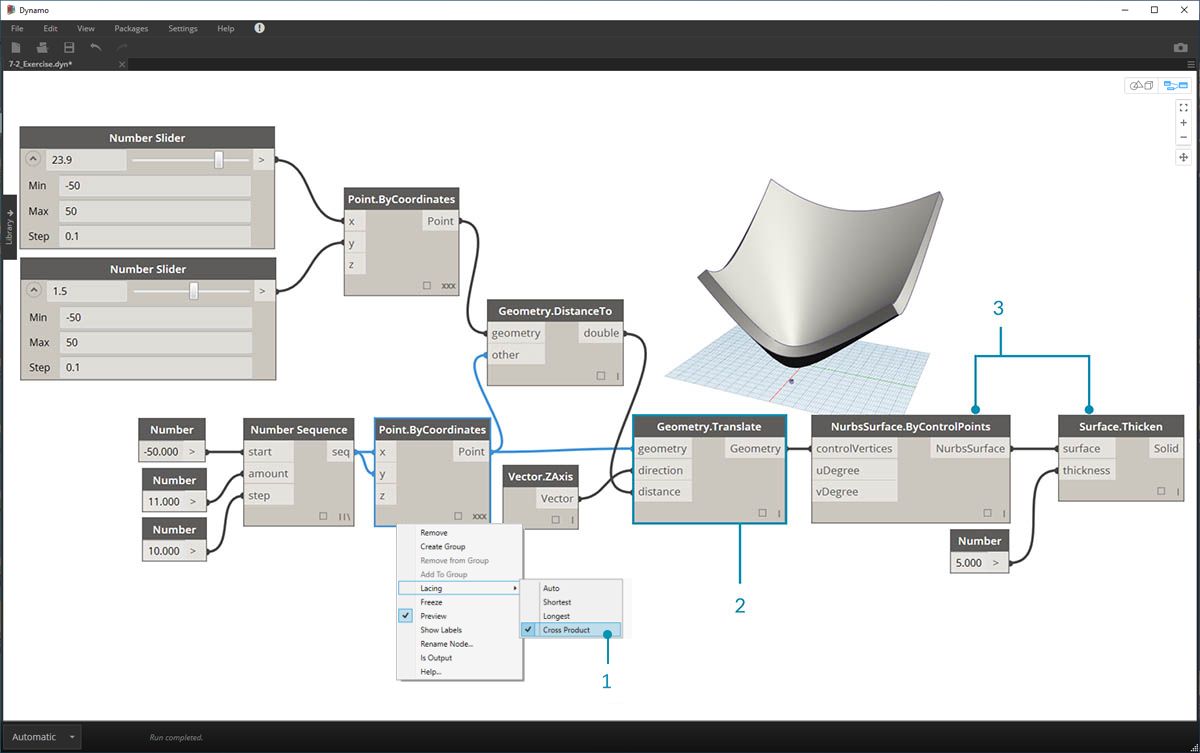 Dynamo
File Edit View Packages Settings Help !
7-2_Exercise.dyn*
Library
Number Slider
23.9 >
Min -50
Max 50
Step 0.1
Number Slider
1.5 >
Min -50
Max 50
Step 0.1
Point.ByCoordinates
x Point
y
z
xxx
Geometry.DistanceTo
geometry double
other
I
3
Number
-50.000 >
Number
11.000 >
Number
10.000 >
Number Sequence
start seq
amount
step
I I \
Point.ByCoordinates
x Point
y
z
xxx
Vector.ZAxis
Vector
I
Geometry.Translate
geometry Geometry
direction
distance
I
NurbsSurface.ByControlPoints
controlVertices NurbsSurface
uDegree
vDegree
I
Surface.Thicken
surface Solid
thickness
I
Number
5.000 >
Remove
Create Group
Remove from Group
Add To Group
Lacing
Freeze
Preview
Show Labels
Rename Node...
Is Output
Help...
Auto
Shortest
Longest
Cross Product
1
2
Automatic Run completed.